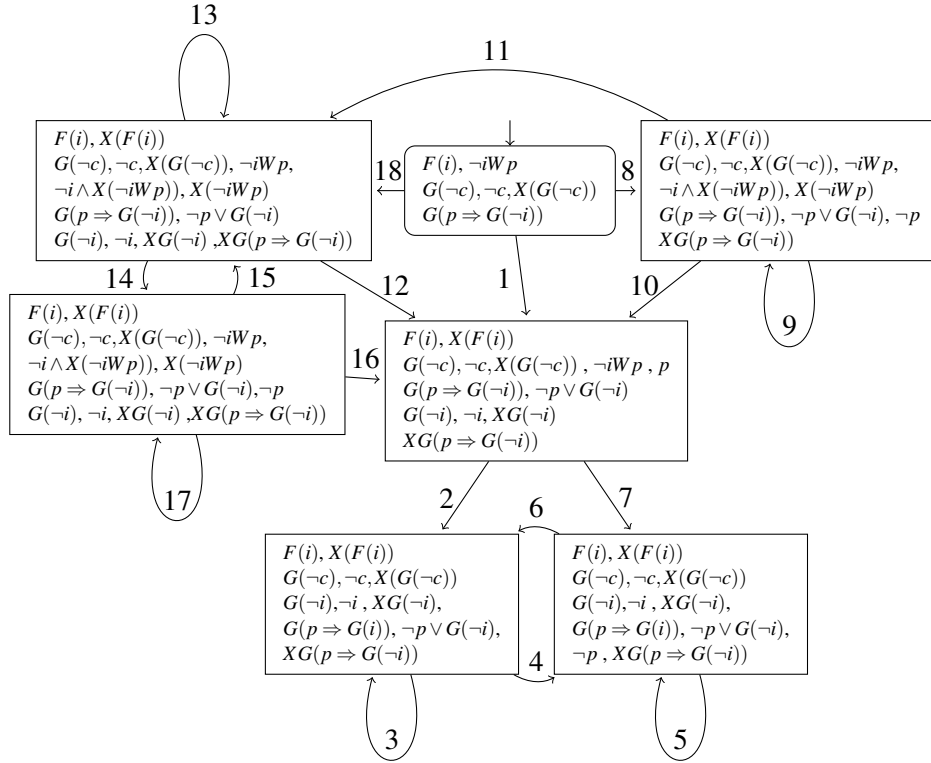 13
11
F(i), X(F(i))
G(¬c),¬c,X(G(¬c)), ¬iWp,
¬i∧X(¬iWp)), X(¬iWp)
G(p ⇒ G(¬i)), ¬p∨G(¬i)
G(¬i), ¬i, XG(¬i) ,XG(p ⇒ G(¬i))
18
F(i), ¬iWp
G(¬c),¬c,X(G(¬c))
G(p ⇒ G(¬i))
8
F(i), X(F(i))
G(¬c),¬c,X(G(¬c)), ¬iWp,
¬i∧X(¬iWp)), X(¬iWp)
G(p ⇒ G(¬i)), ¬p∨G(¬i), ¬p
XG(p ⇒ G(¬i))
14
15
12
1
10
9
F(i), X(F(i))
G(¬c),¬c,X(G(¬c)), ¬iWp,
¬i∧X(¬iWp)), X(¬iWp)
G(p ⇒ G(¬i)), ¬p∨G(¬i),¬p
G(¬i), ¬i, XG(¬i) ,XG(p ⇒ G(¬i))
16
F(i), X(F(i))
G(¬c),¬c,X(G(¬c)) , ¬iWp , p
G(p ⇒ G(¬i)), ¬p∨G(¬i)
G(¬i), ¬i, XG(¬i)
XG(p ⇒ G(¬i))
17
2
6
7
F(i), X(F(i))
G(¬c),¬c,X(G(¬c))
G(¬i),¬i , XG(¬i),
G(p ⇒ G(i)), ¬p∨G(¬i),
XG(p ⇒ G(¬i))
4
F(i), X(F(i))
G(¬c),¬c,X(G(¬c))
G(¬i),¬i , XG(¬i),
G(p ⇒ G(i)), ¬p∨G(¬i),
¬p , XG(p ⇒ G(¬i))
3
5